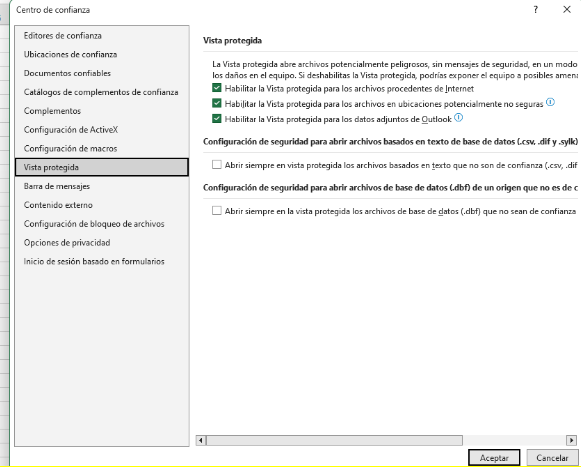 Centro de confianza
?
Editores de confianza
Ubicaciones de confianza
Documentos confiables
Catálogos de complementos de confianza
Complementos
Configuración de ActiveX
Configuración de macros
Vista protegida
Barra de mensajes
Contenido externo
Configuración de bloqueo de archivos
Opciones de privacidad
Inicio de sesión basado en formularios
Vista protegida
La Vista protegida abre archivos potencialmente peligrosos, sin mensajes de seguridad, en un modo
los daños en el equipo. Si deshabilitas la Vista protegida, podrías exponer el equipo a posibles amena
Habilitar la Vista protegida para los archivos procedentes de Internet
Habilitar la Vista protegida para los archivos en ubicaciones potencialmente no seguras
Habilitar la Vista protegida para los datos adjuntos de Outlook
Configuración de seguridad para abrir archivos basados en texto de base de datos (.csv, .dif y .sylk)
Abrir siempre en vista protegida los archivos basados en texto que no son de confianza (.csv, .dif
Configuración de seguridad para abrir archivos de base de datos (.dbf) de un origen que no es de c
Abrir siempre en la vista protegida los archivos de base de datos (.dbf) que no sean de confianza
Aceptar
Cancelar